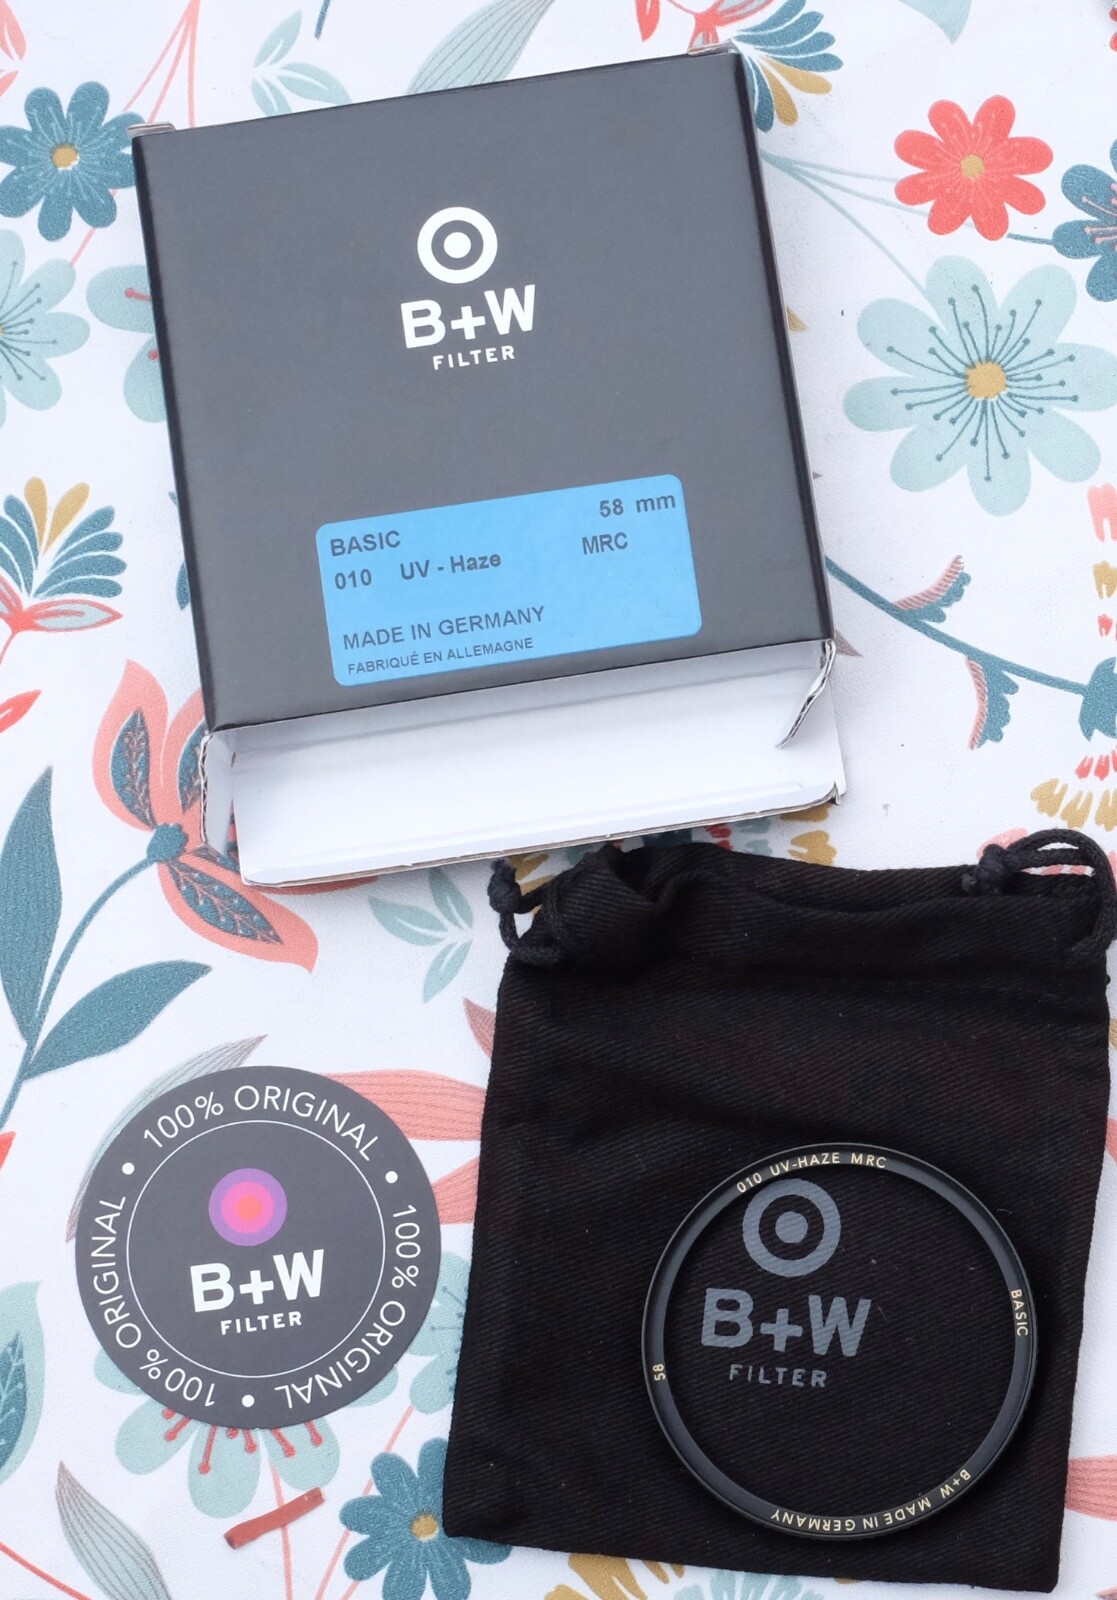 B+W
FILTER
BASIC 58 mm
010 UV - Haze MRC
MADE IN GERMANY
FABRIQUÉ EN ALLEMAGNE
100% ORIGINAL • 100% ORIGINAL • 100% ORIGINAL •
B+W
FILTER
010 UV-HAZE MRC
BASIC
B+W MADE IN GERMANY
58
B+W
FILTER